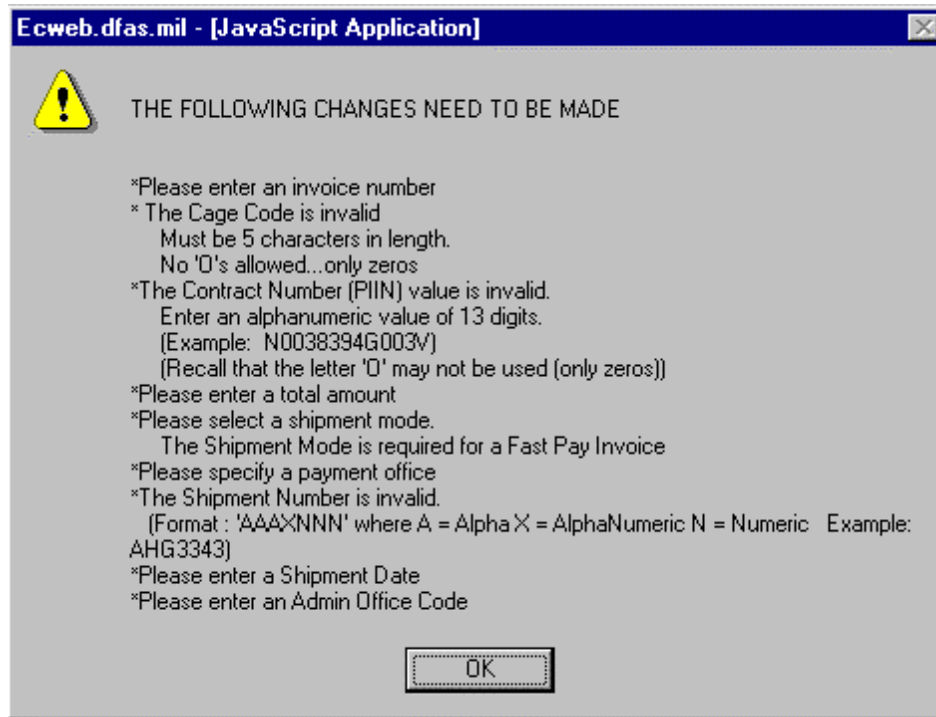 Ecweb.dfas.mil - [JavaScript Application]
THE FOLLOWING CHANGES NEED TO BE MADE
*Please enter an invoice number
* The Cage Code is invalid
Must be 5 characters in length.
No 'O's allowed...only zeros
*The Contract Number (PIIN) value is invalid.
Enter an alphanumeric value of 13 digits.
(Example: N0038394G003V)
(Recall that the letter 'O' may not be used (only zeros))
*Please enter a total amount
*Please select a shipment mode.
The Shipment Mode is required for a Fast Pay Invoice
*Please specify a payment office
*The Shipment Number is invalid.
(Format : 'AAAXNNN' where A = Alpha X = AlphaNumeric N = Numeric Example:
AHG3343)
*Please enter a Shipment Date
*Please enter an Admin Office Code
OK